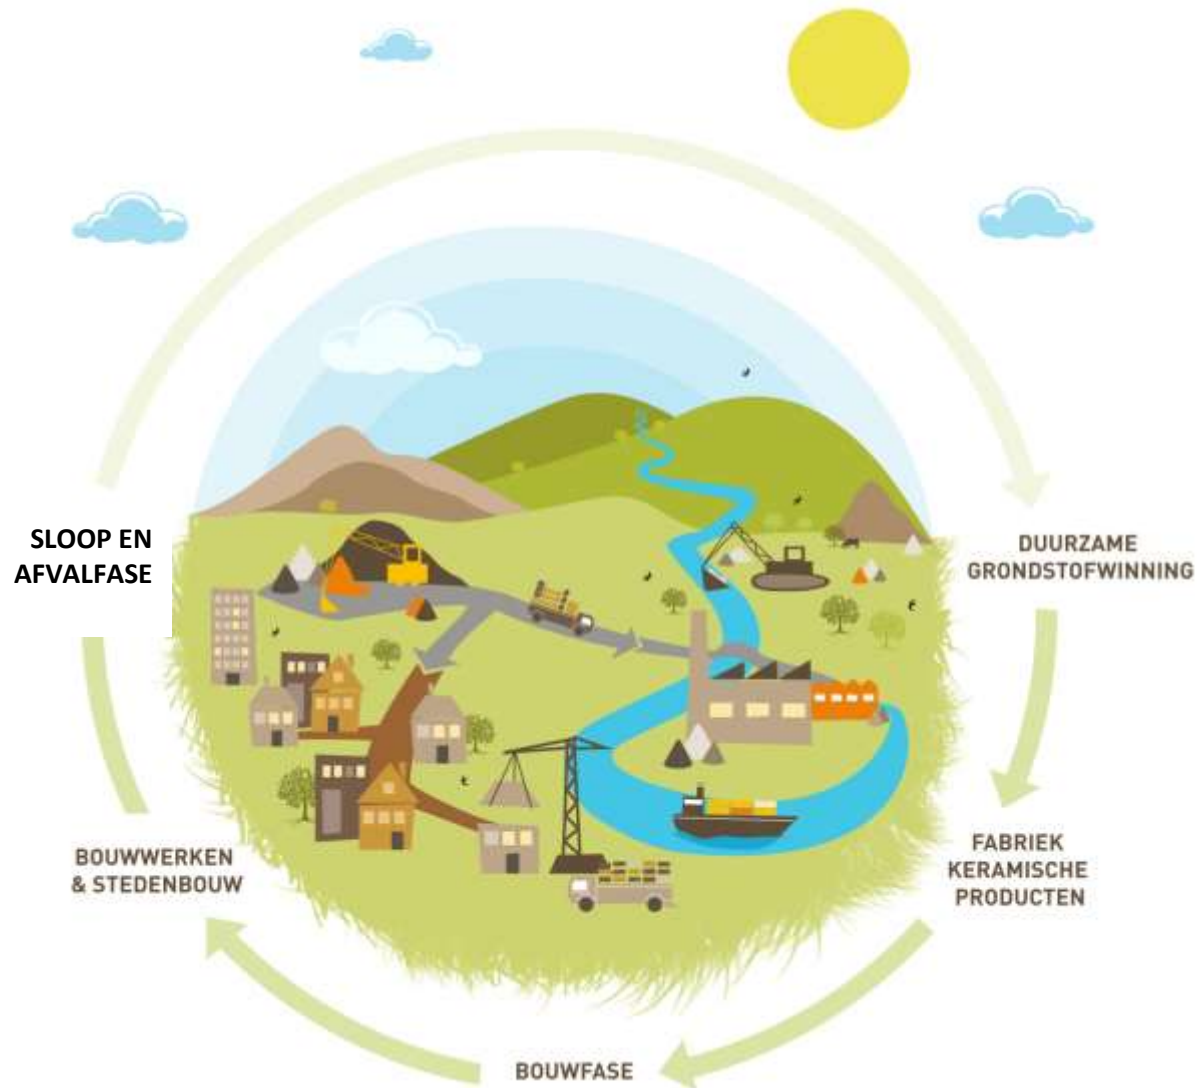 SLOOP EN
AFVALFASE
DUURZAME
GRONDSTOFWINNING
FABRIEK
KERAMISCHE
PRODUCTEN
BOUWWERKEN
& STEDENBOUW
BOUWFASE